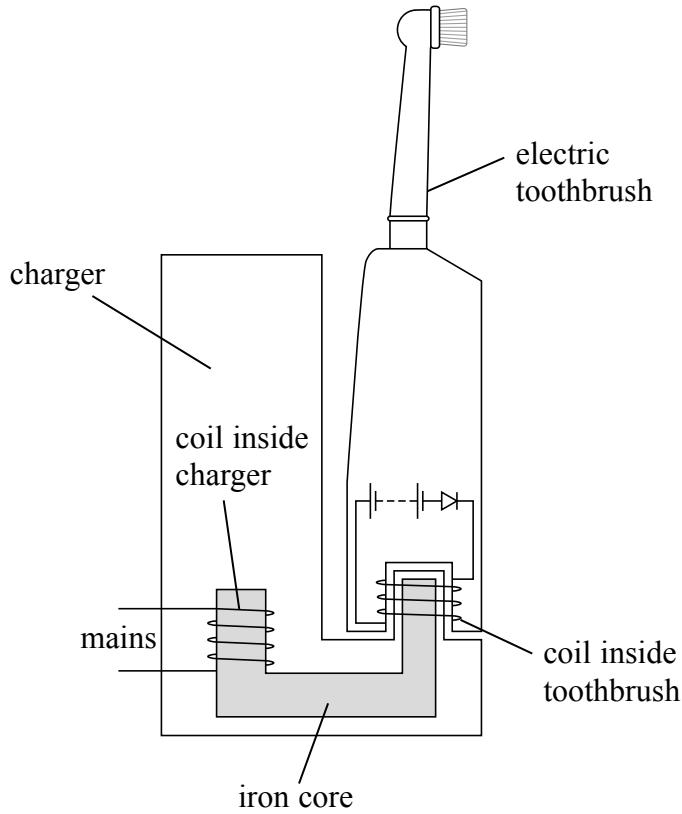 electric
toothbrush
charger
coil inside
charger
mains
coil inside
toothbrush
iron core